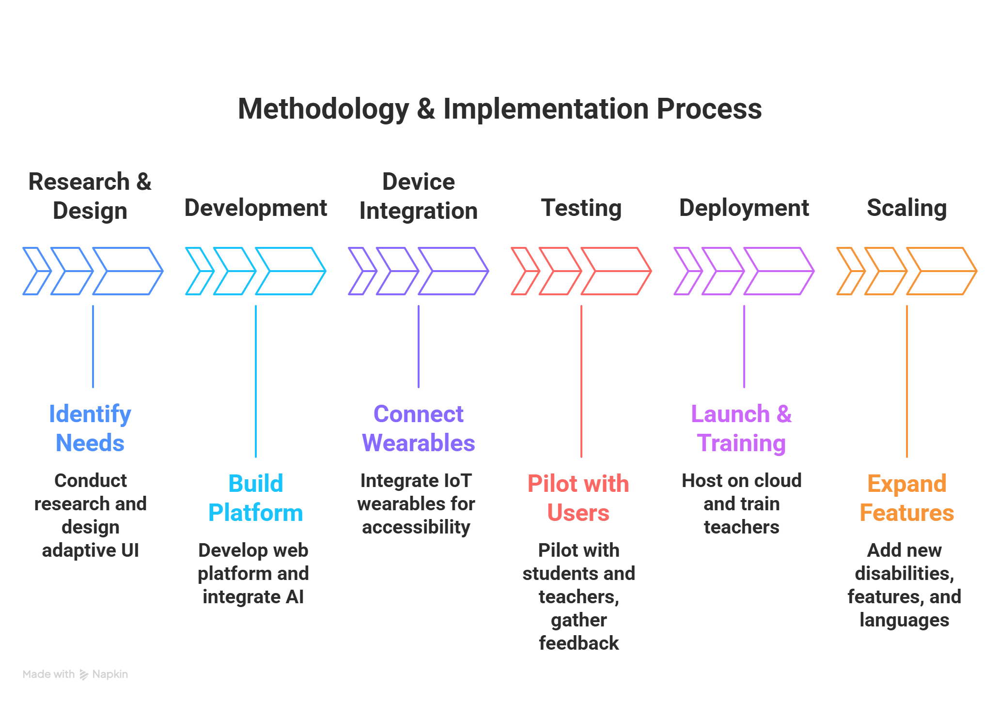 Methodology & Implementation Process
Research &
Design
Development
Device
Integration
Testing
Deployment
Scaling
Identify
Needs
Conduct
research and
design
adaptive UI
Build
Platform
Develop web
platform and
integrate AI
Connect
Wearables
Integrate IoT
wearables for
accessibility
Pilot with
Users
Pilot with
students and
teachers,
gather
feedback
Launch &
Training
Host on cloud
and train
teachers
Expand
Features
Add new
disabilities,
features, and
languages
Made with Napkin